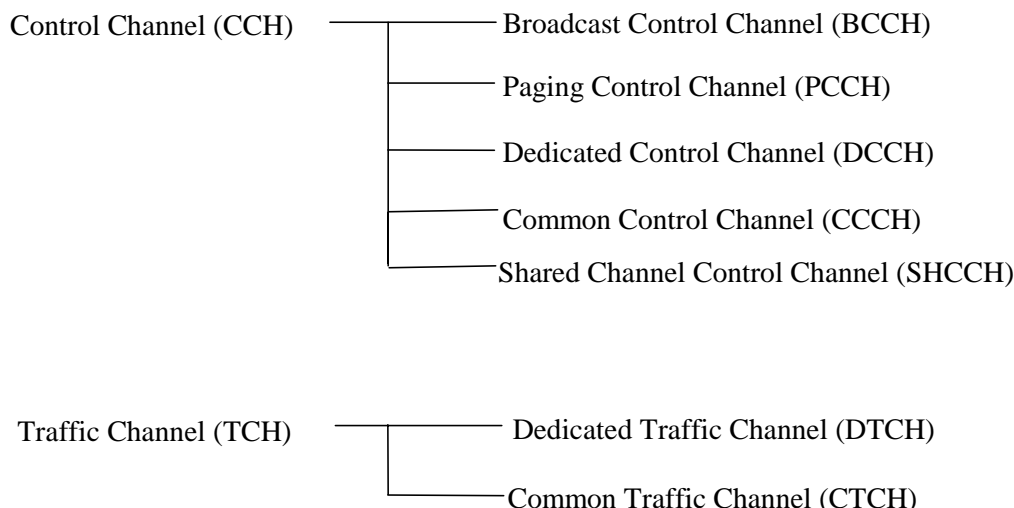 Control Channel (CCH)
Broadcast Control Channel (BCCH)
Paging Control Channel (PCCH)
Dedicated Control Channel (DCCH)
Common Control Channel (CCCH)
Shared Channel Control Channel (SHCCH)
Traffic Channel (TCH)
Dedicated Traffic Channel (DTCH)
Common Traffic Channel (CTCH)